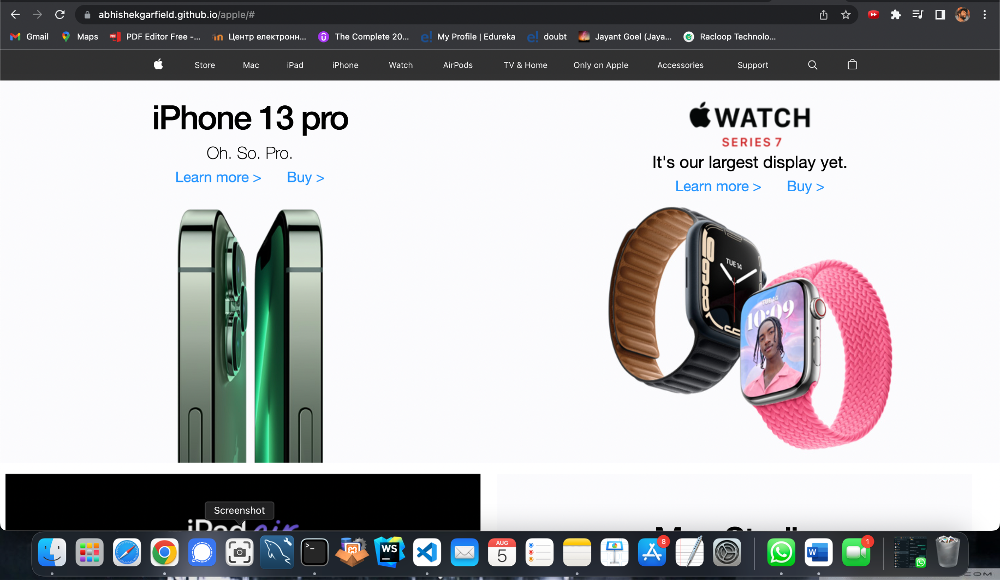 abhishekgarfield.github.io/apple/#
Gmail Maps PDF Editor Free -... Центр електронн... The Complete 20... My Profile | Edureka doubt Jayant Goel (Jaya... Racloop Technolo...
Store Mac iPad iPhone Watch AirPods TV & Home Only on Apple Accessories Support
iPhone 13 pro
Oh. So. Pro.
Learn more > Buy >
WATCH
SERIES 7
It's our largest display yet.
Learn more > Buy >
TUE 14
TUE 14
10:09
Screenshot
iPad air
AUG
5
WS
8
W
1